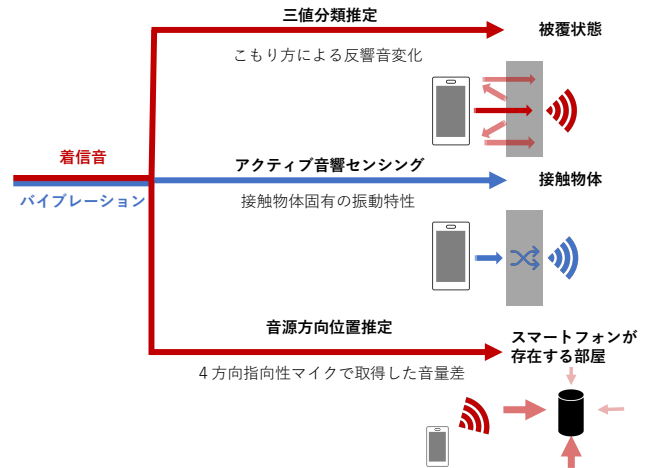 三値分類推定
被覆状態
こもり方による反響音変化
着信音
バイブレーション
アクティブ音響センシング
接触物体
接触物体固有の振動特性
音源方向位置推定
スマートフォンが
存在する部屋
４方向指向性マイクで取得した音量差